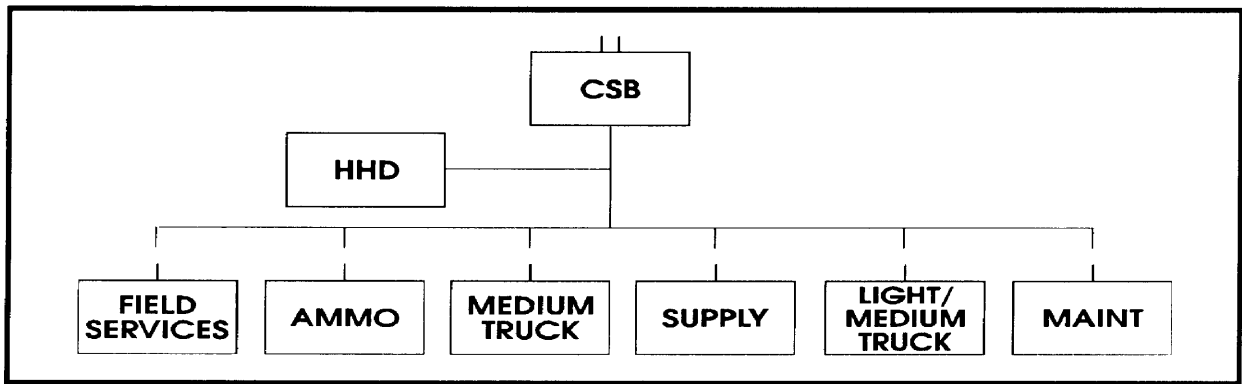 CSB
HHD
FIELD
SERVICES
AMMO
MEDIUM
TRUCK
SUPPLY
LIGHT/
MEDIUM
TRUCK
MAINT